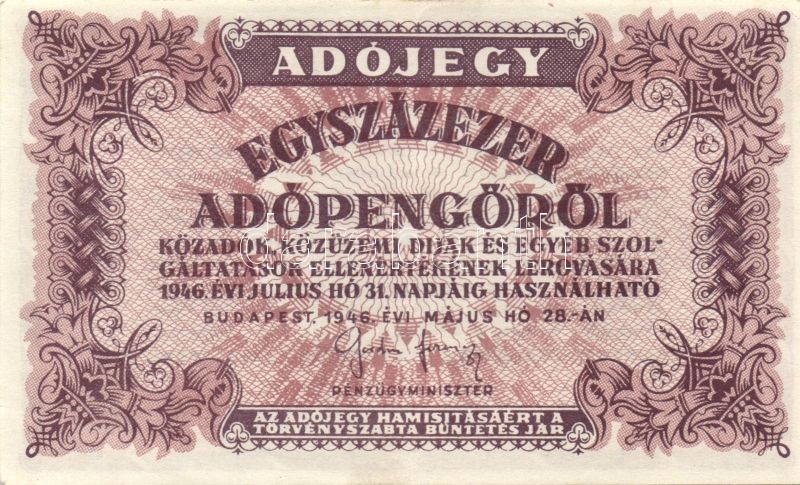 ADÓJEGY
EGYSZÁZEZER
ADÓPENGŐRŐL
KÖZADÓK, KÖZÜZEMI DIJAK ÉS EGYÉB SZOL-
GÁLTATÁSOK ELLENÉRTÉKÉNEK LEROVÁSÁRA
1946. ÉVI JULIUS HÓ 31. NAPJÁIG HASZNÁLHATÓ
BUDAPEST, 1946. ÉVI MÁJUS HÓ 28.-ÁN
PÉNZÜGYMINISZTER
AZ ADÓJEGY HAMISITÁSÁÉRT A
TÖRVÉNYSZABTA BÜNTETÉS JÁR